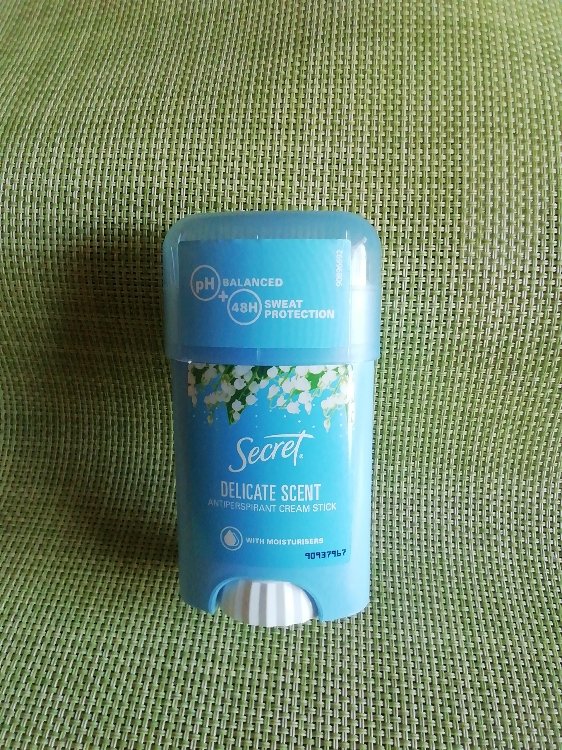 pH BALANCED
+
48H SWEAT
PROTECTION
Secret
DELICATE SCENT
ANTIPERSPIRANT CREAM STICK
WITH MOISTURISERS
90937967